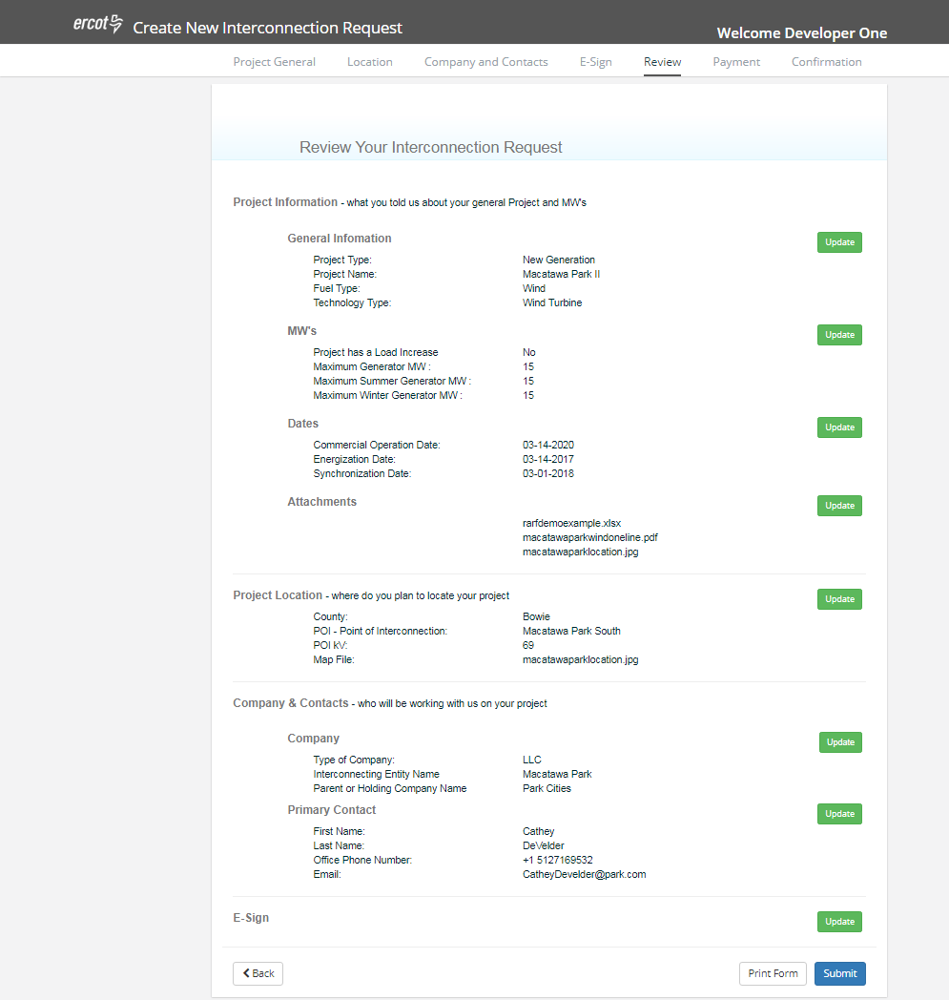 ercot Create New Interconnection Request
Welcome Developer One
Project General Location Company and Contacts E-Sign Review Payment Confirmation
Review Your Interconnection Request
Project Information - what you told us about your general Project and MW's
General Infomation Update
Project Type: New Generation
Project Name: Macatawa Park II
Fuel Type: Wind
Technology Type: Wind Turbine
MW's Update
Project has a Load Increase No
Maximum Generator MW : 15
Maximum Summer Generator MW : 15
Maximum Winter Generator MW : 15
Dates Update
Commercial Operation Date: 03-14-2020
Energization Date: 03-14-2017
Synchronization Date: 03-01-2018
Attachments Update
rarfdemoexample.xlsx
macatawaparkwindoneline.pdf
macatawaparklocation.jpg
Project Location - where do you plan to locate your project Update
County: Bowie
POI - Point of Interconnection: Macatawa Park South
POI kV: 69
Map File: macatawaparklocation.jpg
Company & Contacts - who will be working with us on your project
Company Update
Type of Company: LLC
Interconnecting Entity Name Macatawa Park
Parent or Holding Company Name Park Cities
Primary Contact Update
First Name: Cathey
Last Name: DeVelder
Office Phone Number: +1 5127169532
Email: CatheyDevelder@park.com
E-Sign Update
Back Print Form Submit